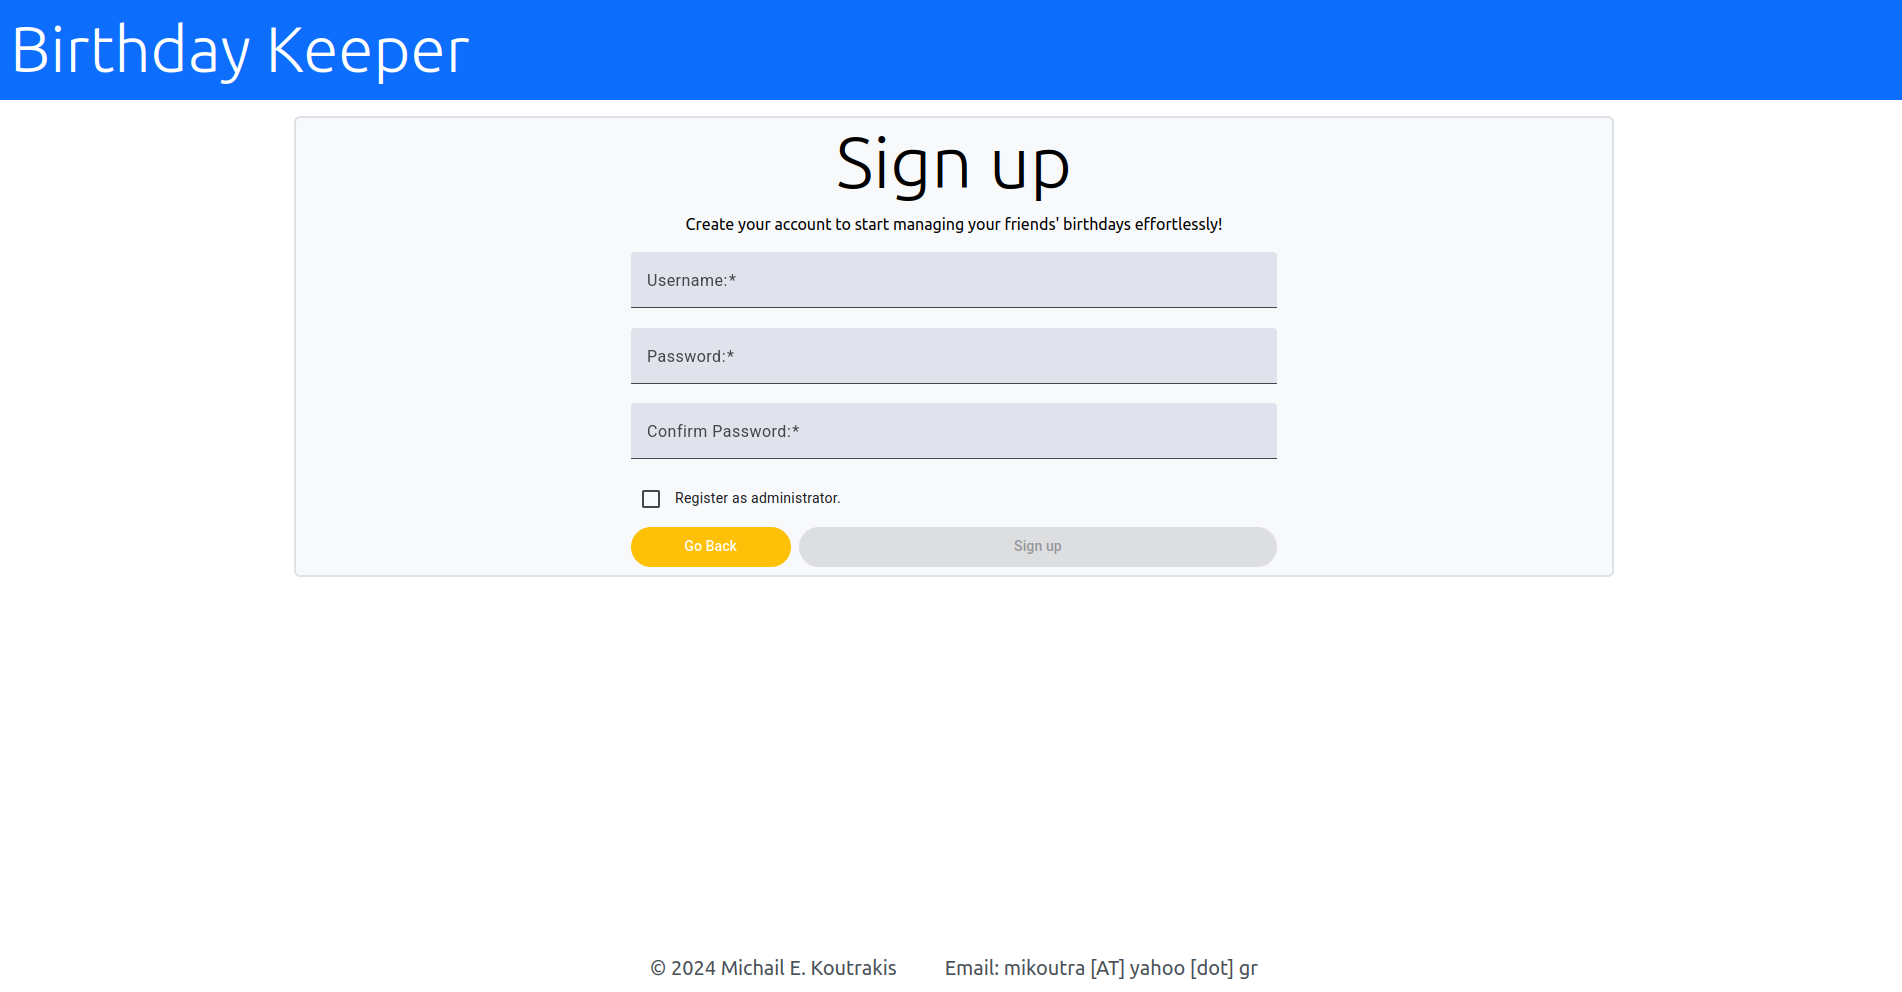 Birthday Keeper
Sign up
Create your account to start managing your friends' birthdays effortlessly!
Username:*
Password:*
Confirm Password:*
Register as administrator.
Go Back Sign up
© 2024 Michail E. Koutrakis Email: mikoutra [AT] yahoo [dot] gr